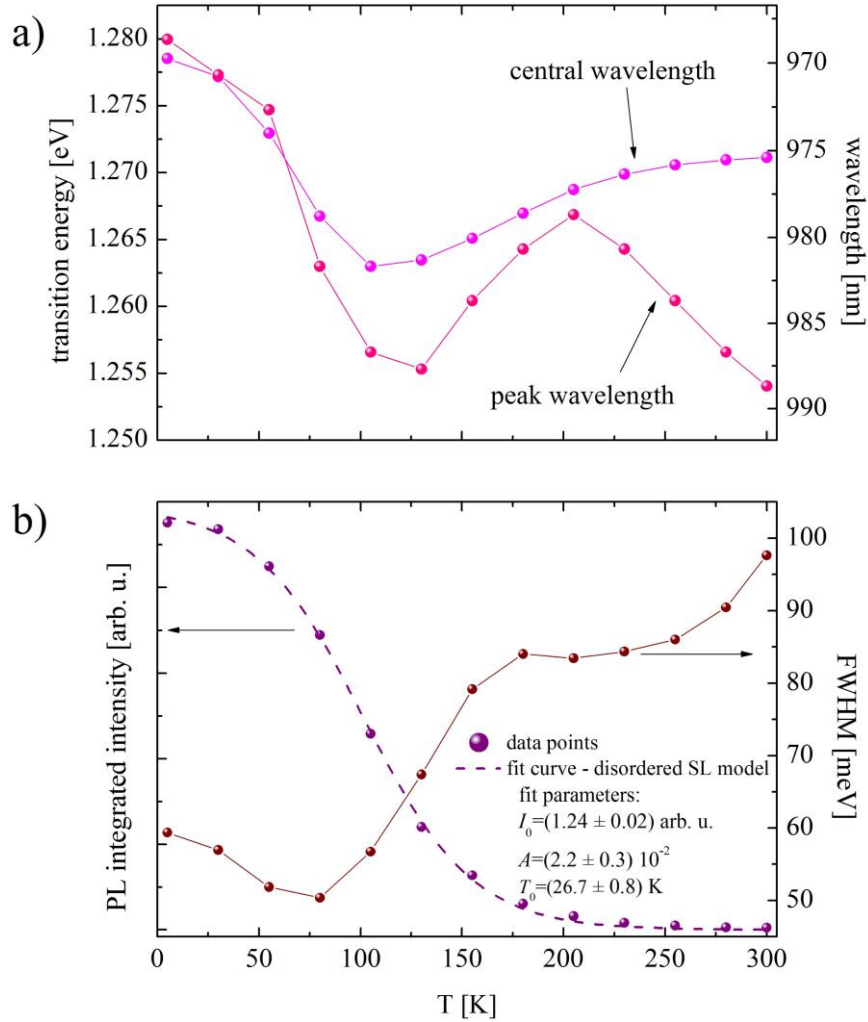 a)
1.280
1.275
1.270
1.265
1.260
1.255
1.250
transition energy [eV]
central wavelength
peak wavelength
970
975
980
985
990
wavelength [nm]
b)
PL integrated intensity [arb. u.]
100
90
80
70
60
50
FWHM [meV]
data points
fit curve - disordered SL model
fit parameters:
I₀=(1.24 ± 0.02) arb. u.
A=(2.2 ± 0.3) 10⁻²
T₀=(26.7 ± 0.8) K
0 50 100 150 200 250 300
T [K]